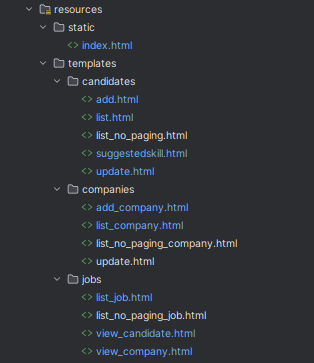 resources
static
<> index.html
templates
candidates
<> add.html
<> list.html
<> list_no_paging.html
<> suggestedskill.html
<> update.html
companies
<> add_company.html
<> list_company.html
<> list_no_paging_company.html
<> update.html
jobs
<> list_job.html
<> list_no_paging_job.html
<> view_candidate.html
<> view_company.html